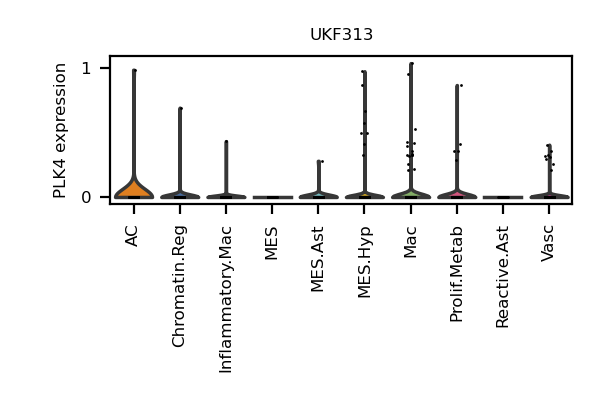 UKF313
PLK4 expression
1
0
AC
Chromatin.Reg
Inflammatory.Mac
MES
MES.Ast
MES.Hyp
Mac
Prolif.Metab
Reactive.Ast
Vasc